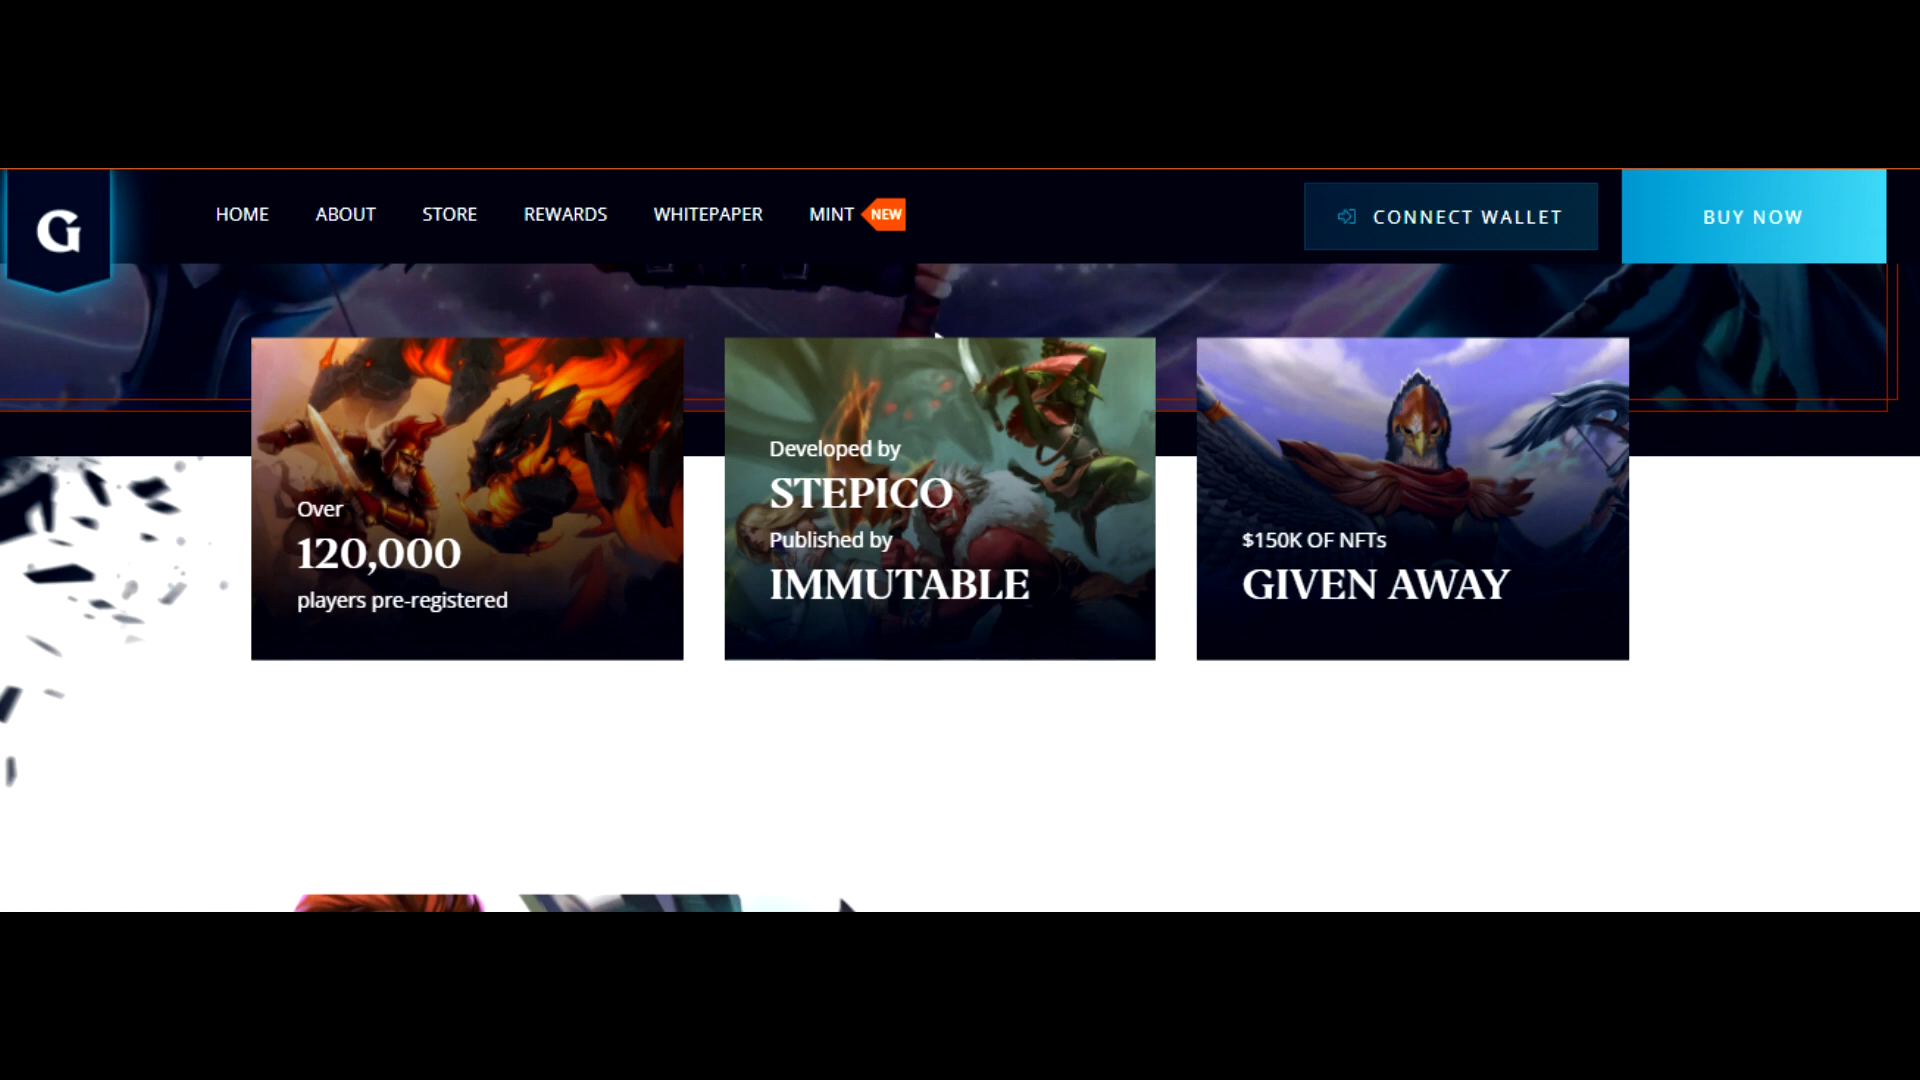 G
HOME ABOUT STORE REWARDS WHITEPAPER MINT NEW CONNECT WALLET BUY NOW
Over
120,000
players pre-registered
Developed by
STEPICO
Published by
IMMUTABLE
$150K OF NFTs
GIVEN AWAY